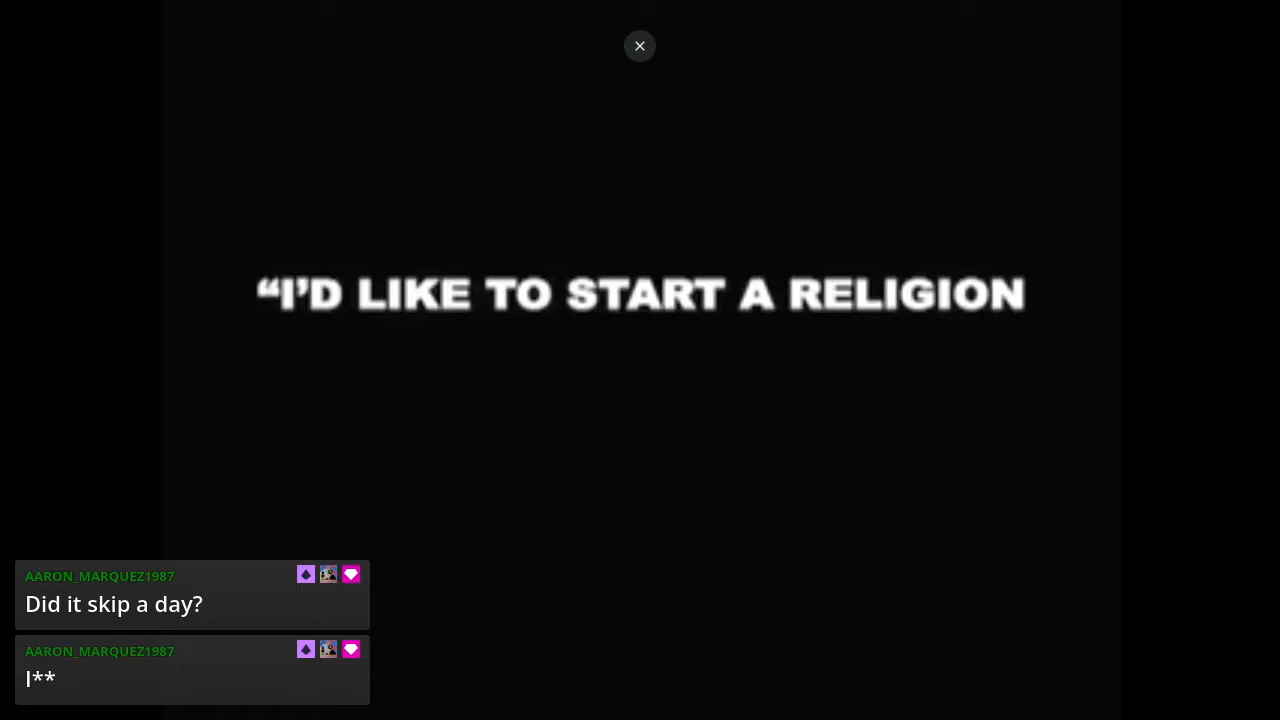 “I’D LIKE TO START A RELIGION
AARON_MARQUEZ1987
Did it skip a day?
AARON_MARQUEZ1987
I**